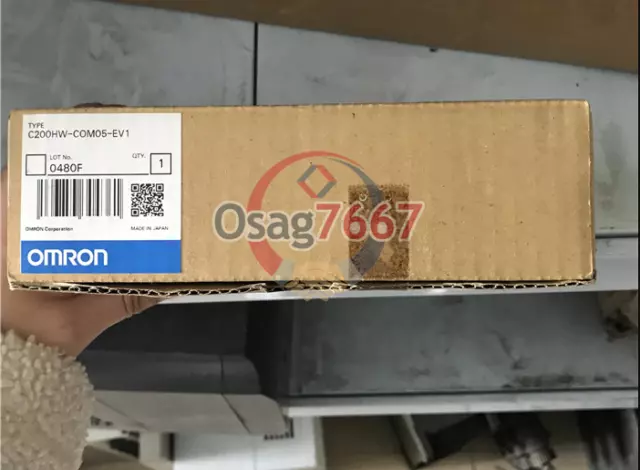 TYPE
C200HW-COM05-EV1
LOT No.
QTY.
0480F
1
OMRON Corporation
MADE IN JAPAN
OMRON
Osag7667